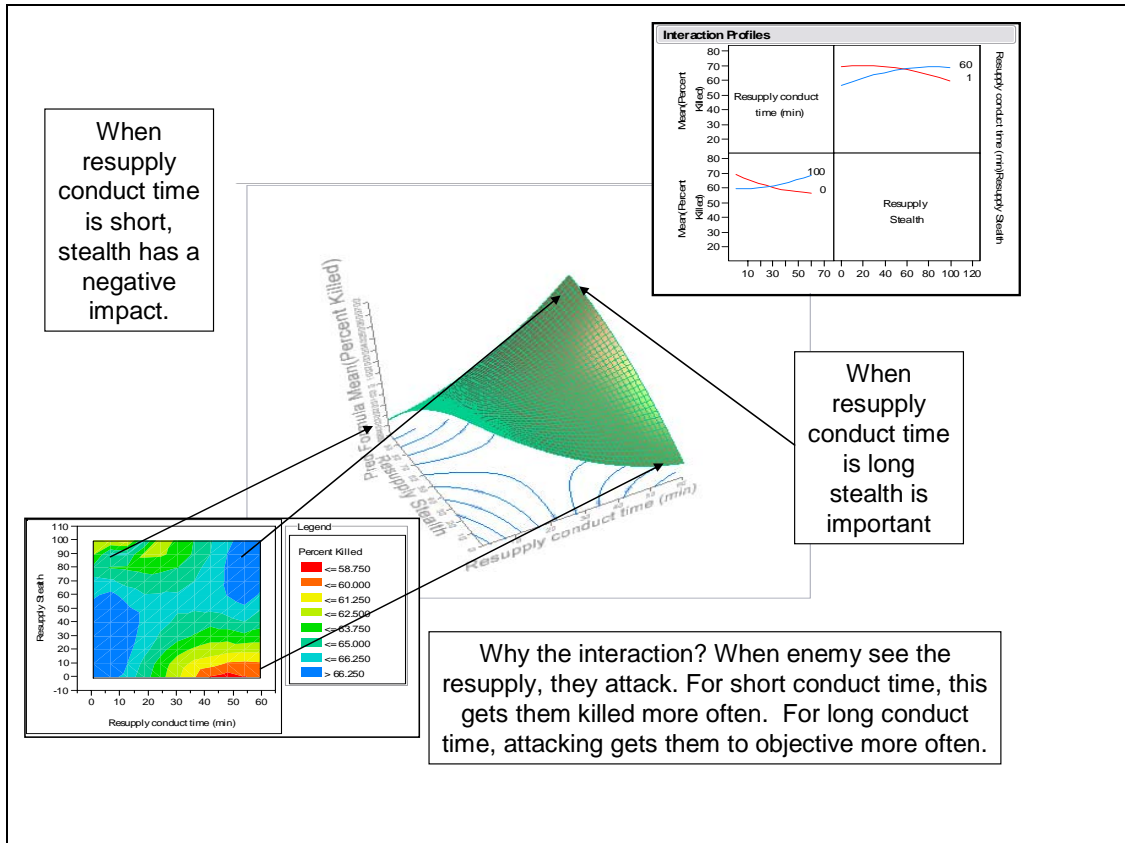 Interaction Profiles
80
70
60
50
40
30
20
Mean(Percent
Killed)
Resupply conduct
time (min)
60
1
Resupply conduct time (min)
80
70
60
50
40
30
20
Mean(Percent
Killed)
100
0
Resupply
Stealth
Resupply Stealth
10 20 30 40 50 60 70
0 20 40 60 80 100 120
When
resupply
conduct time
is short,
stealth has a
negative
impact.
Pred Formula Mean(Percent Killed)
Resupply Stealth
Resupply conduct time (min)
When
resupply
conduct time
is long
stealth is
important
110
100
90
80
70
60
50
40
30
20
10
0
-10
Resupply Stealth
0 10 20 30 40 50 60
Resupply conduct time (min)
Legend
Percent Killed
<= 58.750
<= 60.000
<= 61.250
<= 62.500
<= 63.750
<= 65.000
<= 66.250
> 66.250
Why the interaction? When enemy see the
resupply, they attack. For short conduct time, this
gets them killed more often. For long conduct
time, attacking gets them to objective more often.